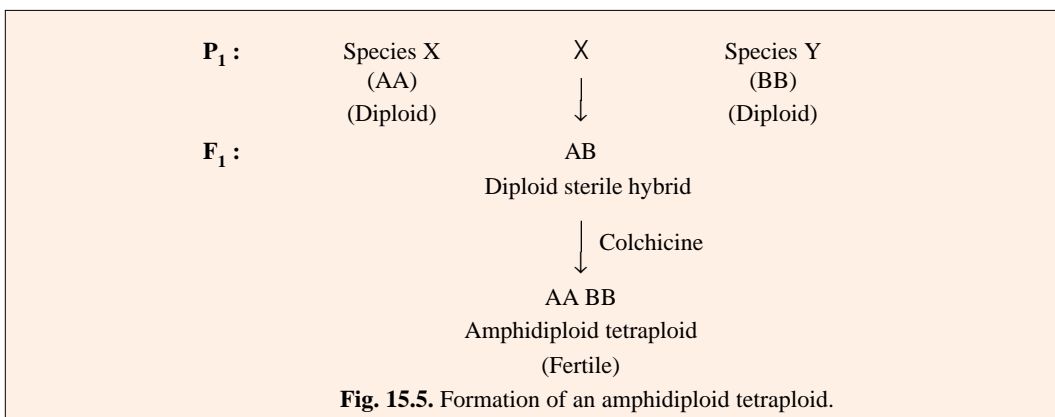 P1 : Species X X Species Y
(AA) (BB)
(Diploid) (Diploid)
F1 : AB
Diploid sterile hybrid
Colchicine
AA BB
Amphidiploid tetraploid
(Fertile)
Fig. 15.5. Formation of an amphidiploid tetraploid.